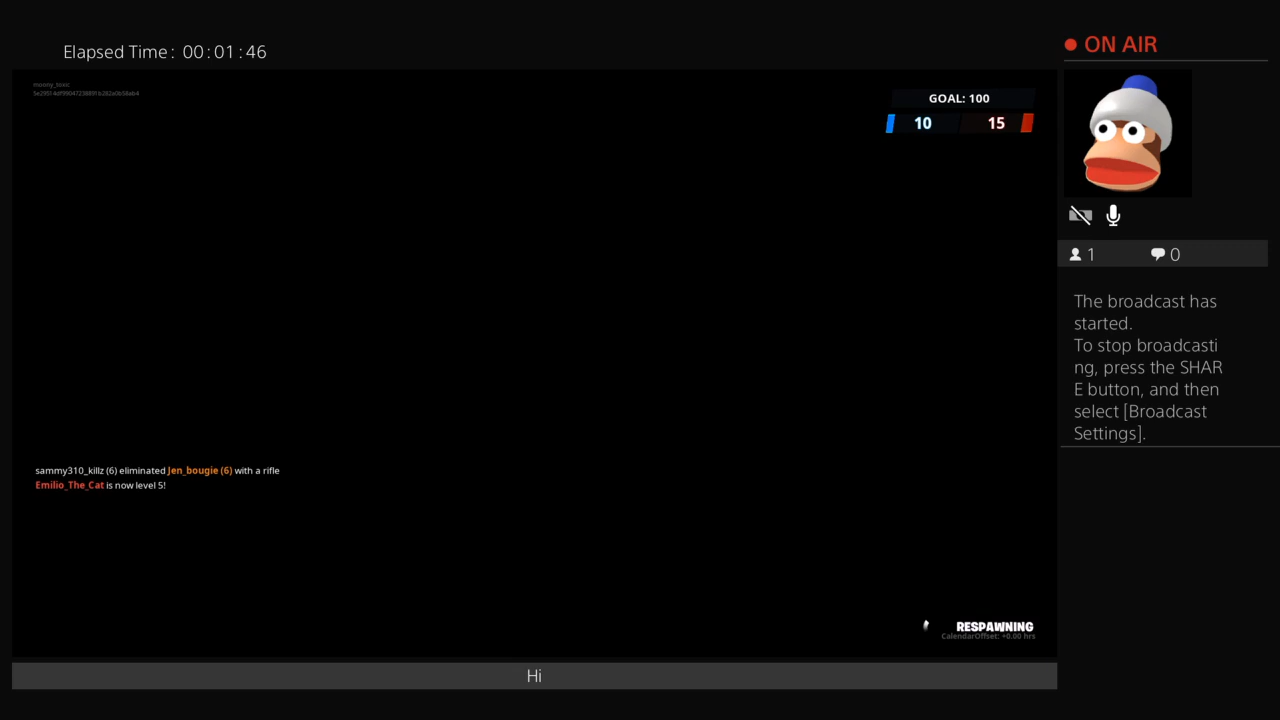 Elapsed Time: 00:01:46
ON AIR
moony_toxic
GOAL: 100
10 15
1 0
The broadcast has
started.
To stop broadcasti
ng, press the SHAR
E button, and then
select [Broadcast
Settings].
sammy310_killz (6) eliminated Jen_bougie (6) with a rifle
Emilio_The_Cat is now level 5!
RESPAWNING
CalendarOffset: +0.00 hrs
Hi